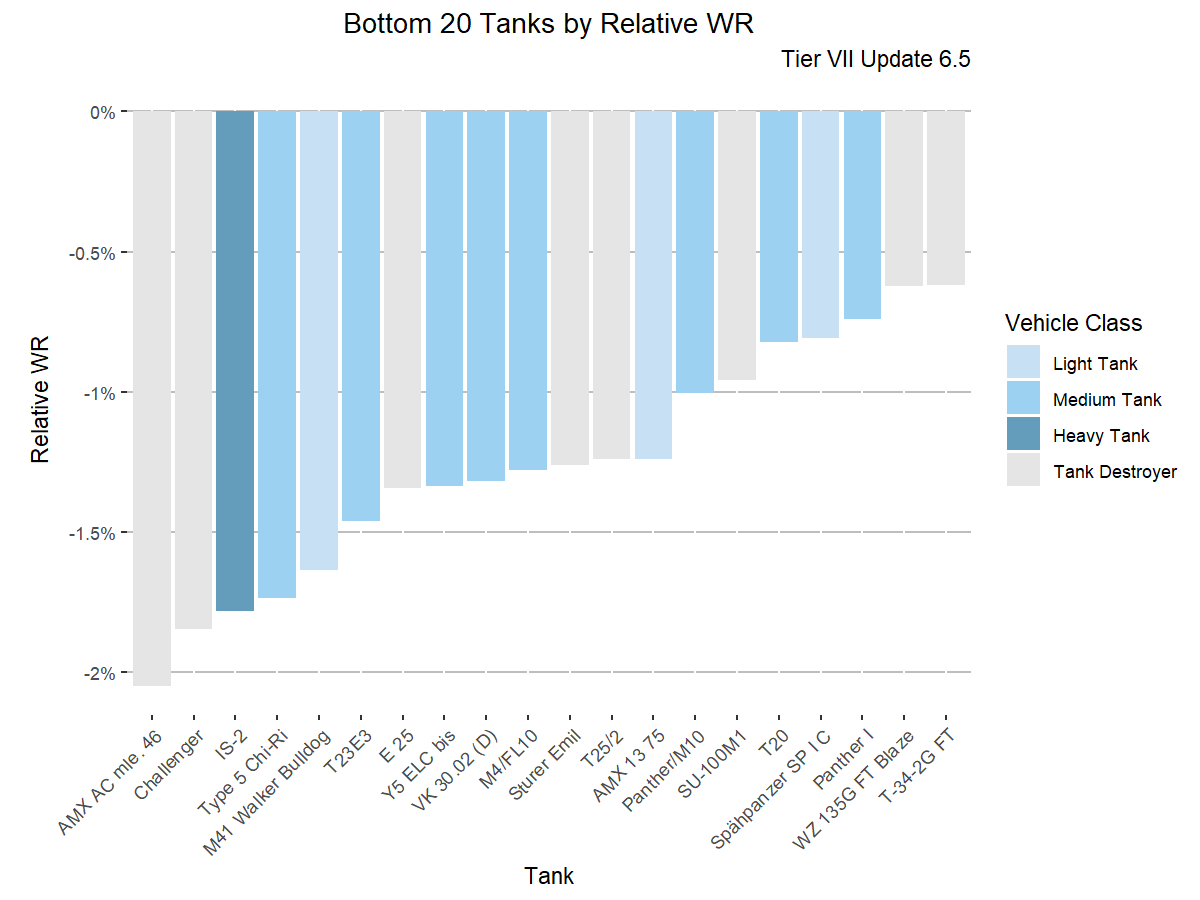 Bottom 20 Tanks by Relative WR
Tier VII Update 6.5
0%
-0.5%
-1%
-1.5%
-2%
Relative WR
AMX AC mle. 46
Challenger
IS-2
Type 5 Chi-Ri
M41 Walker Bulldog
T23E3
E 25
Y5 ELC bis
VK 30.02 (D)
M4/FL10
Sturer Emil
T25/2
AMX 13 75
Panther/M10
SU-100M1
T20
Spähpanzer SP I C
Panther I
WZ 135G FT Blaze
T-34-2G FT
Tank
Vehicle Class
Light Tank
Medium Tank
Heavy Tank
Tank Destroyer